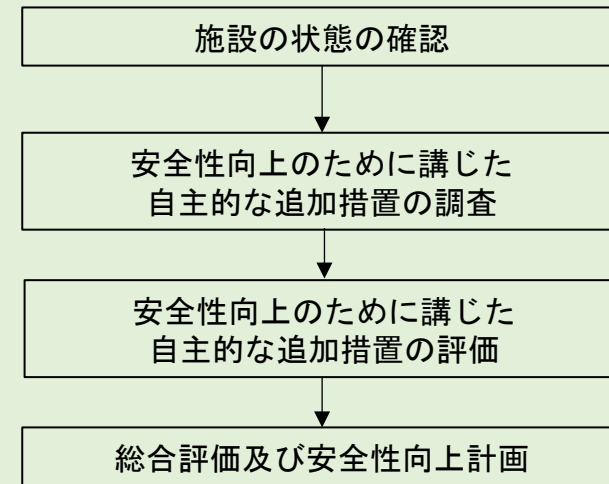 施設の状態の確認
安全性向上のために講じた
自主的な追加措置の調査
安全性向上のために講じた
自主的な追加措置の評価
総合評価及び安全性向上計画